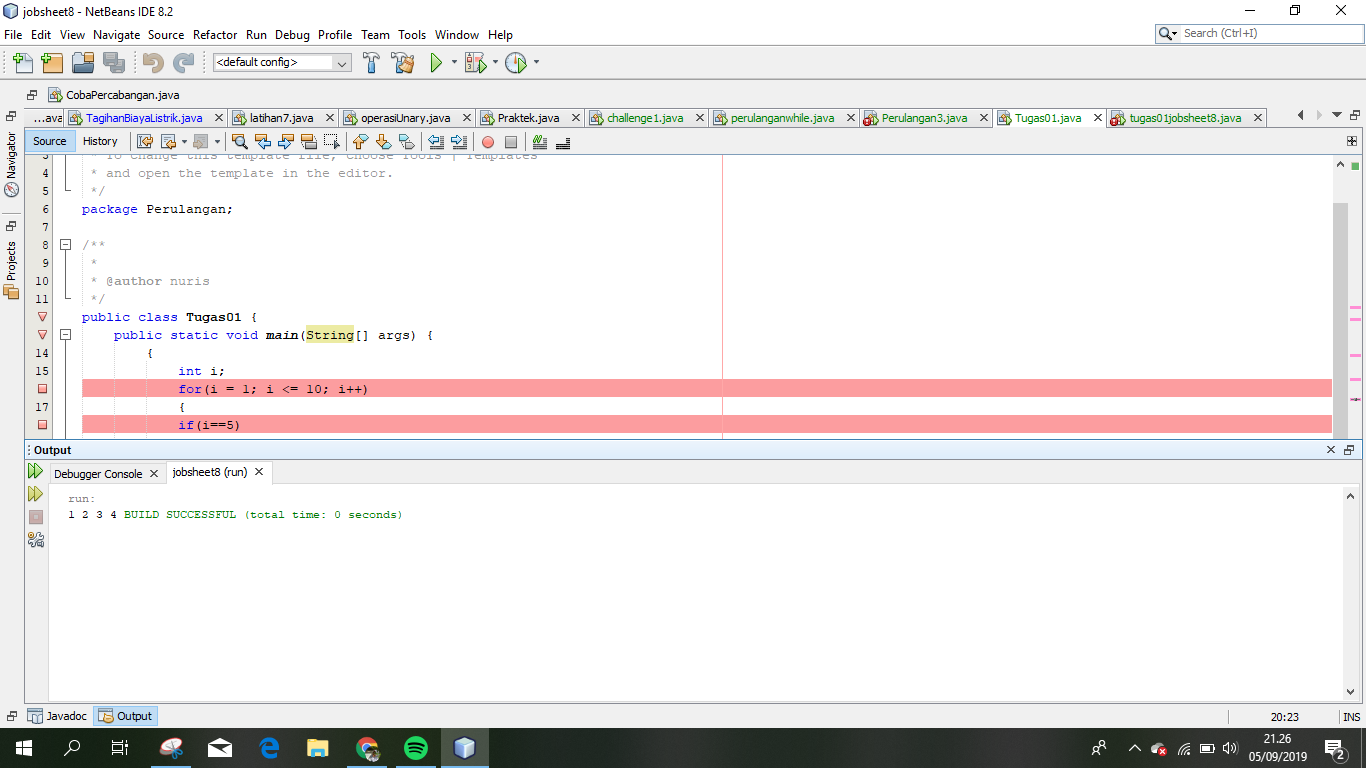 jobsheet8 - NetBeans IDE 8.2
File Edit View Navigate Source Refactor Run Debug Profile Team Tools Window Help
Search (Ctrl+I)
<default config>
CobaPercabangan.java
...ava TagihanBiayaListrik.java latihan7.java operasiUnary.java Praktek.java challenge1.java perulanganwhile.java Perulangan3.java Tugas01.java tugas01jobsheet8.java
Source History
Navigator
Projects
3 * To change this template file, choose Tools | Templates
4 * and open the template in the editor.
5 */
6 package Perulangan;
7
8 /**
9 *
10 * @author nuris
11 */
public class Tugas01 {
public static void main(String[] args) {
14 {
15 int i;
for(i = 1; i <= 10; i++)
17 {
if(i==5)
Output
Debugger Console jobsheet8 (run)
run:
1 2 3 4 BUILD SUCCESSFUL (total time: 0 seconds)
Javadoc Output
20:23 INS
21.26
05/09/2019
2